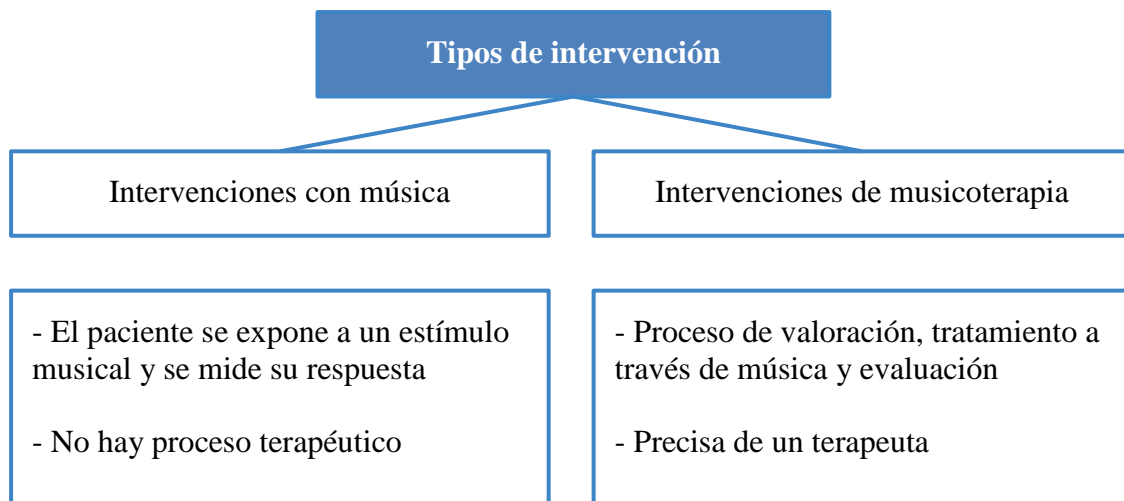 Tipos de intervención
Intervenciones con música
Intervenciones de musicoterapia
- El paciente se expone a un estímulo
musical y se mide su respuesta
- No hay proceso terapéutico
- Proceso de valoración, tratamiento a
través de música y evaluación
- Precisa de un terapeuta